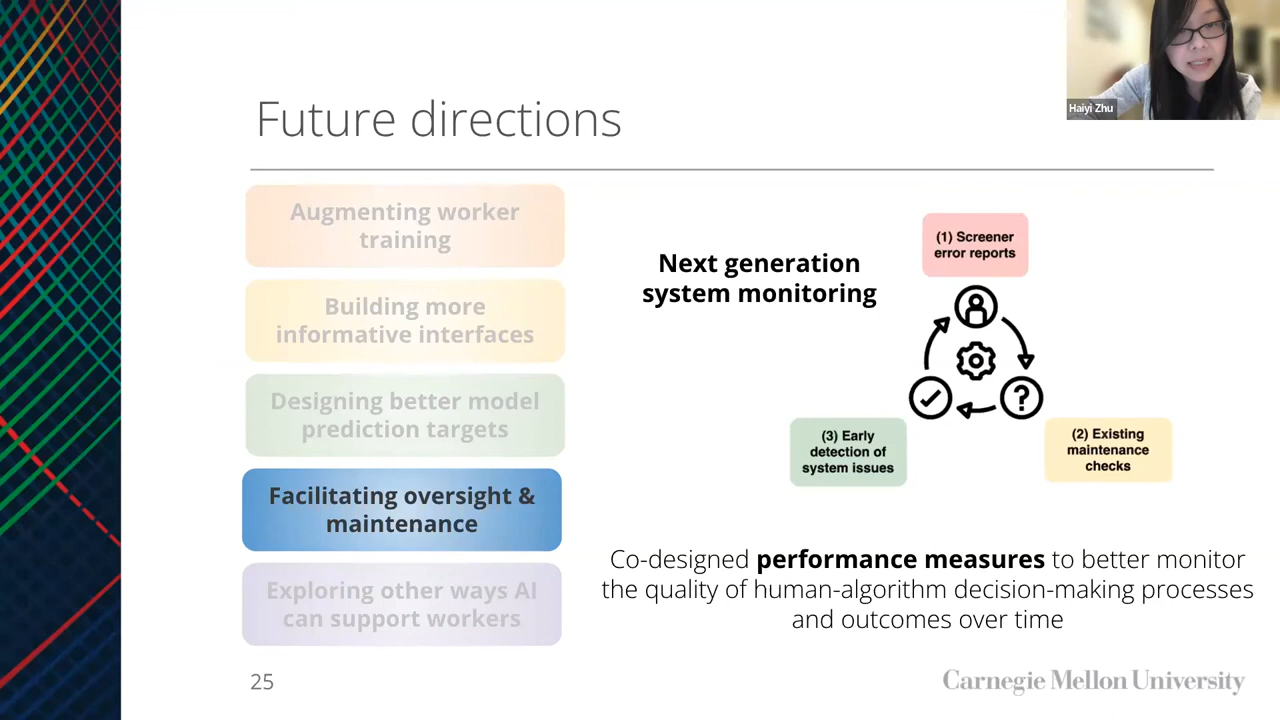 Haiyi Zhu
Future directions
Augmenting worker
training
Building more
informative interfaces
Designing better model
prediction targets
Facilitating oversight &
maintenance
Exploring other ways AI
can support workers
Next generation
system monitoring
(1) Screener
error reports
?
(2) Existing
maintenance
checks
(3) Early
detection of
system issues
Co-designed performance measures to better monitor
the quality of human-algorithm decision-making processes
and outcomes over time
25
Carnegie Mellon University